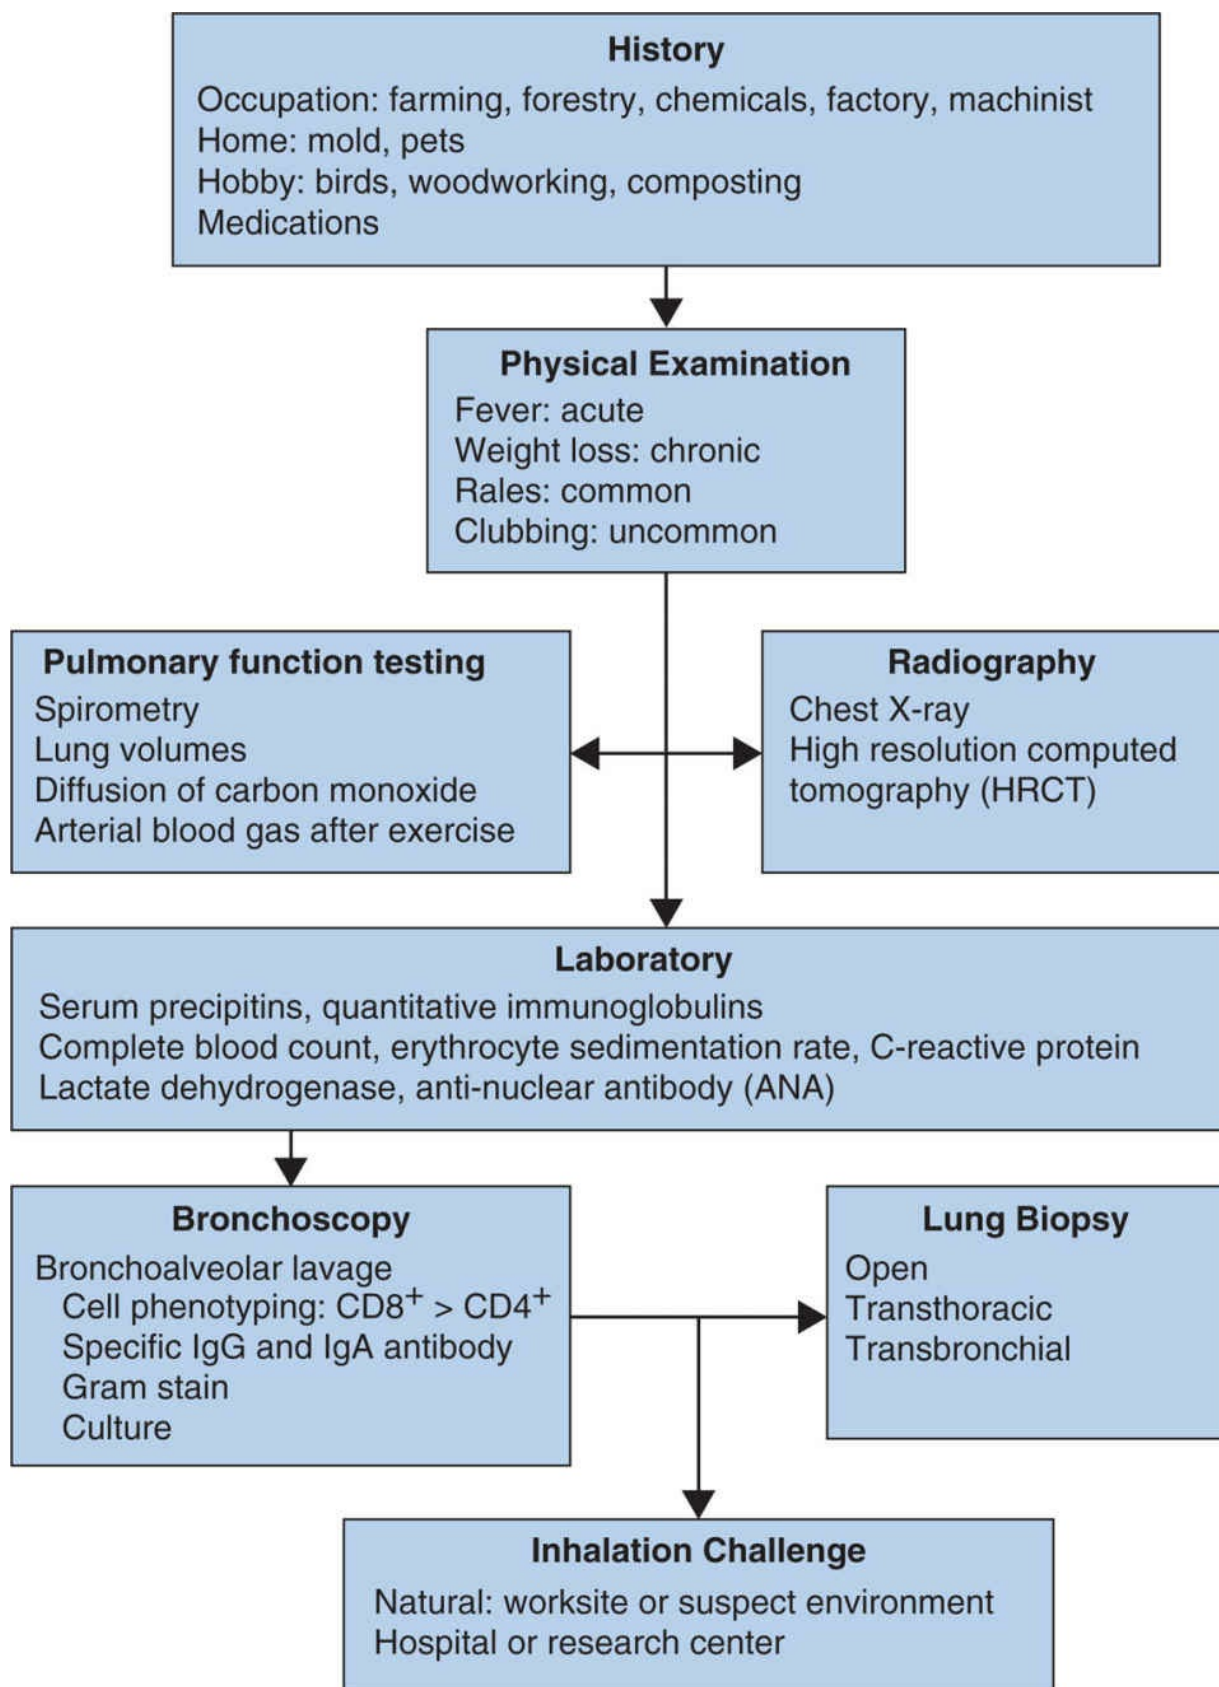 History
Occupation: farming, forestry, chemicals, factory, machinist
Home: mold, pets
Hobby: birds, woodworking, composting
Medications
Physical Examination
Fever: acute
Weight loss: chronic
Rales: common
Clubbing: uncommon
Pulmonary function testing
Spirometry
Lung volumes
Diffusion of carbon monoxide
Arterial blood gas after exercise
Radiography
Chest X-ray
High resolution computed
tomography (HRCT)
Laboratory
Serum precipitins, quantitative immunoglobulins
Complete blood count, erythrocyte sedimentation rate, C-reactive protein
Lactate dehydrogenase, anti-nuclear antibody (ANA)
Bronchoscopy
Bronchoalveolar lavage
Cell phenotyping: CD8⁺ > CD4⁺
Specific IgG and IgA antibody
Gram stain
Culture
Lung Biopsy
Open
Transthoracic
Transbronchial
Inhalation Challenge
Natural: worksite or suspect environment
Hospital or research center